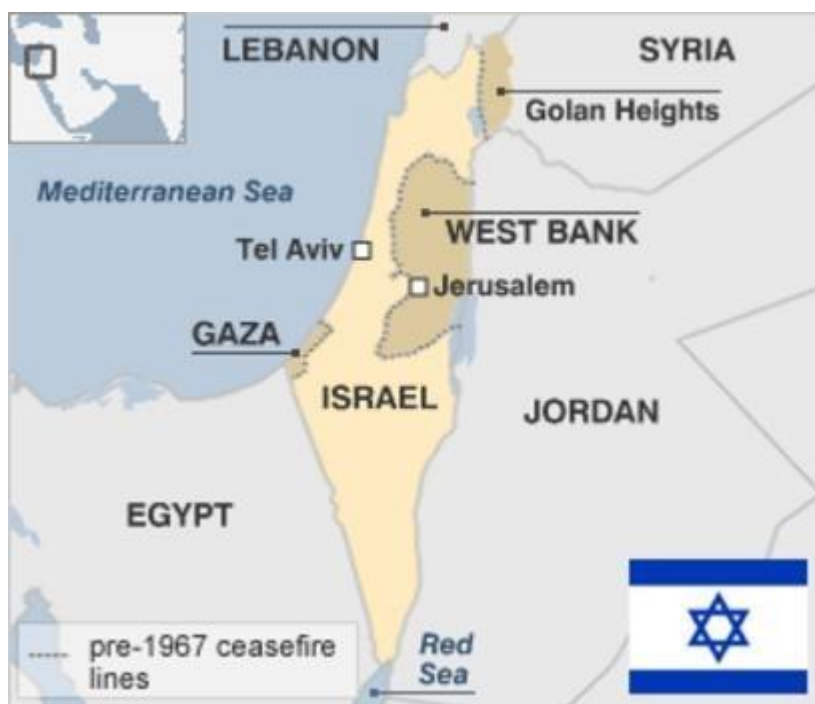 LEBANON
SYRIA
Golan Heights
Mediterranean Sea
WEST BANK
Tel Aviv
Jerusalem
GAZA
ISRAEL
JORDAN
EGYPT
pre-1967 ceasefire
lines
Red
Sea